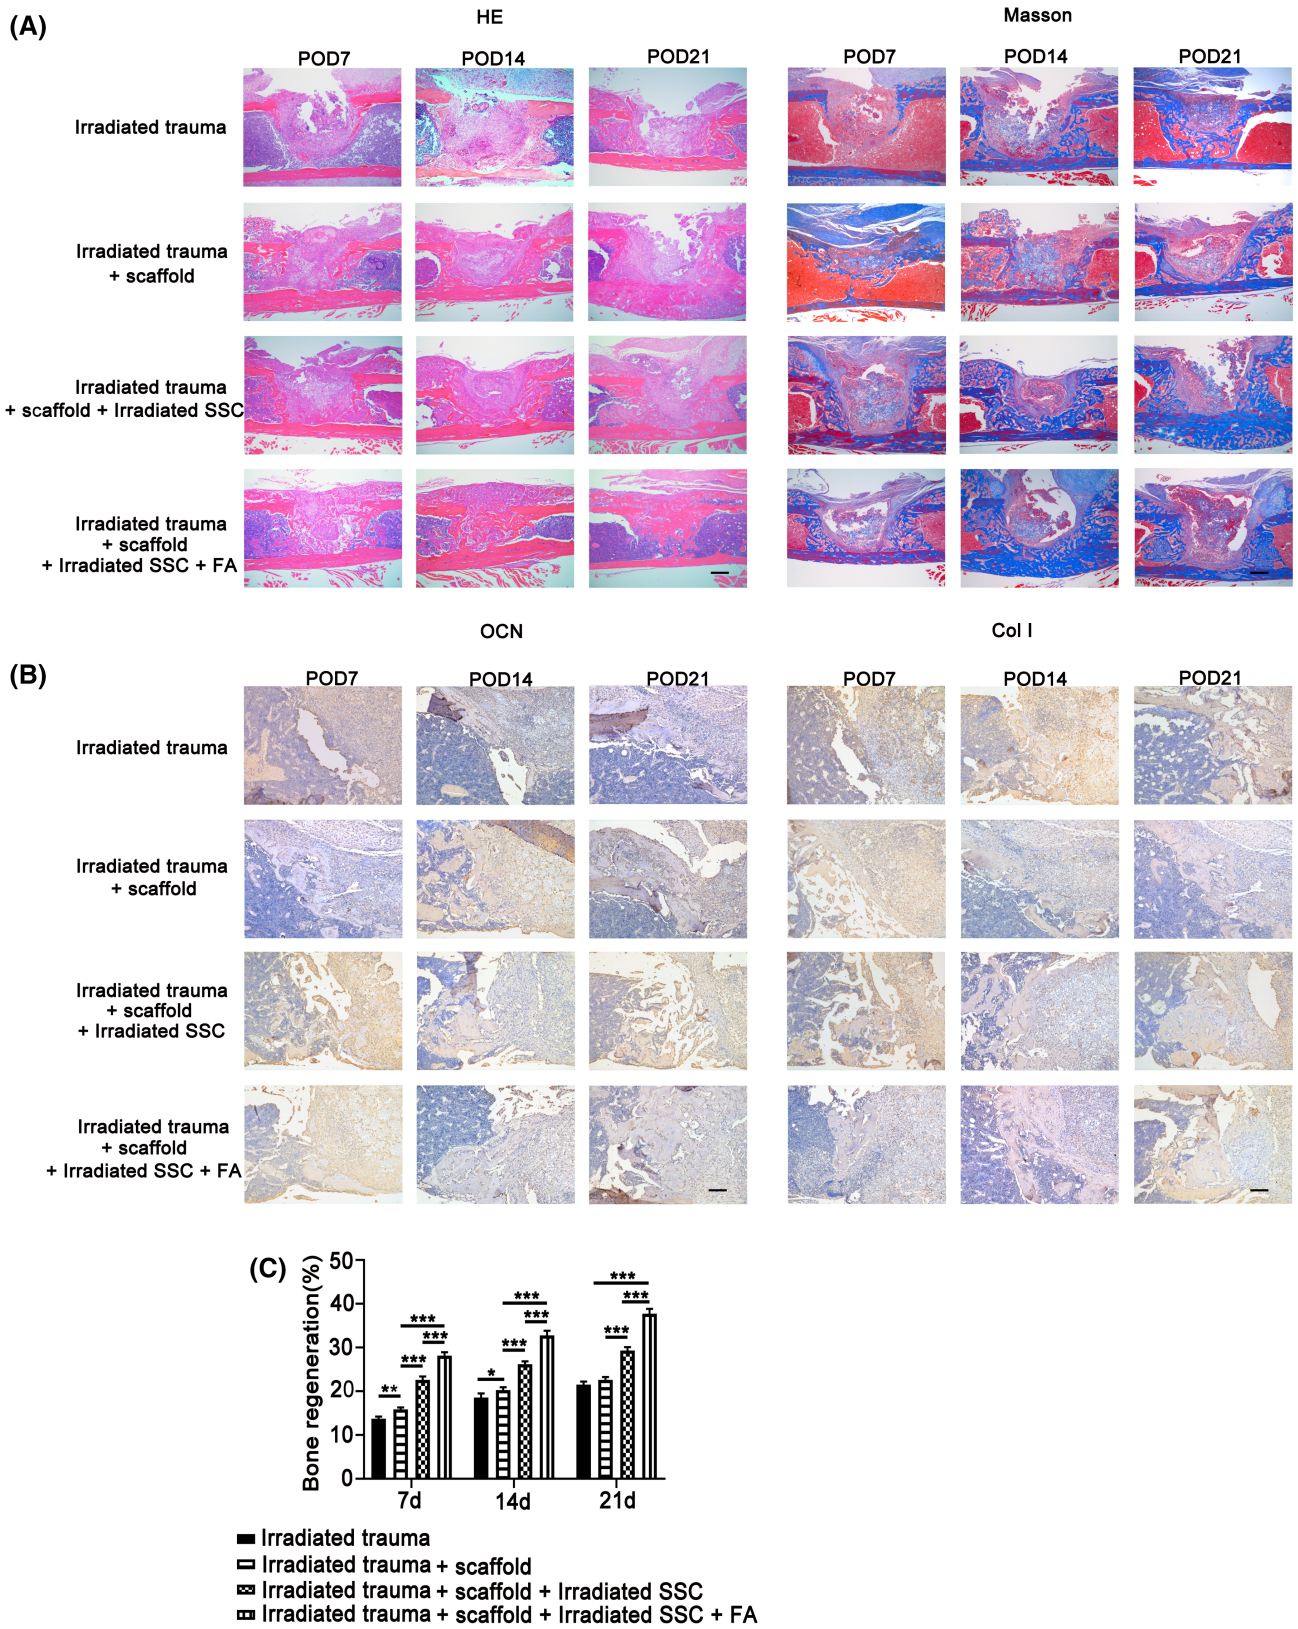 (A)
HE
Masson
POD7
POD14
POD21
POD7
POD14
POD21
Irradiated trauma
Irradiated trauma
+ scaffold
Irradiated trauma
+ scaffold + Irradiated SSC
Irradiated trauma
+ scaffold
+ Irradiated SSC + FA
(B)
OCN
Col I
POD7
POD14
POD21
POD7
POD14
POD21
Irradiated trauma
Irradiated trauma
+ scaffold
Irradiated trauma
+ scaffold
+ Irradiated SSC
Irradiated trauma
+ scaffold
+ Irradiated SSC + FA
(C)
Bone regeneration(%)
50
40
30
20
10
0
**
***
***
***
*
***
***
***
***
***
***
7d
14d
21d
Irradiated trauma
Irradiated trauma + scaffold
Irradiated trauma + scaffold + Irradiated SSC
Irradiated trauma + scaffold + Irradiated SSC + FA